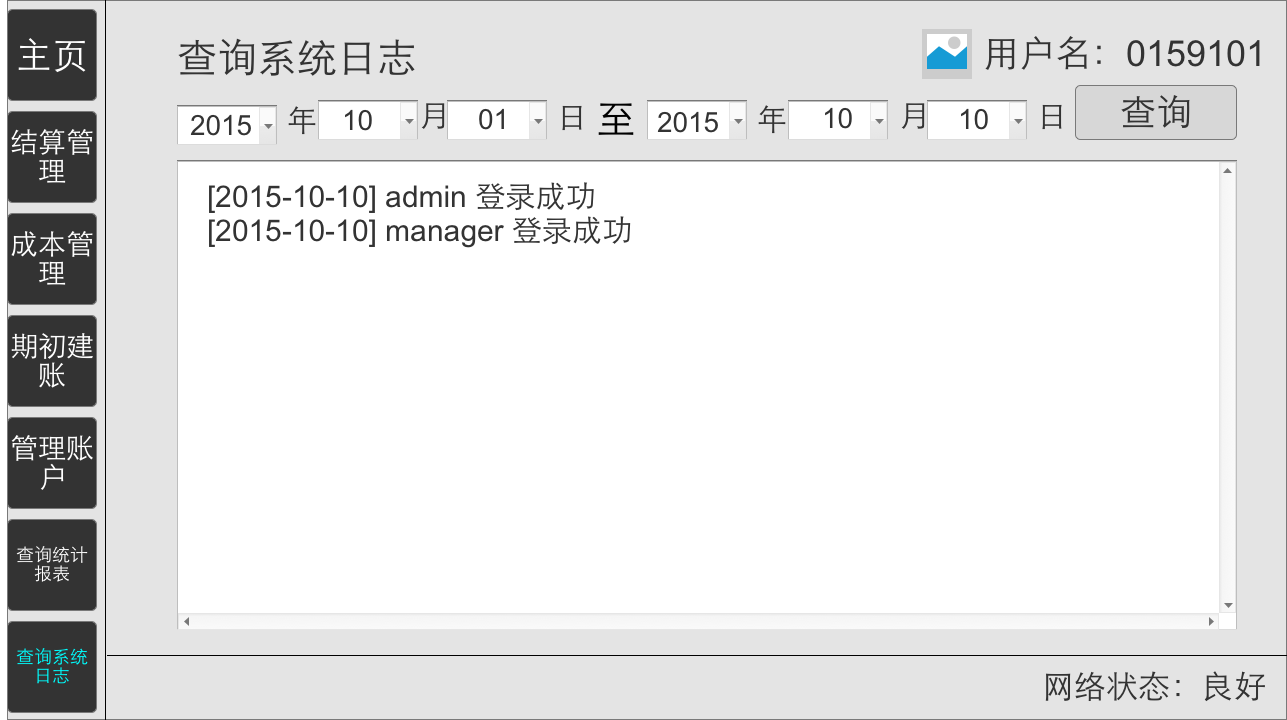 主页
结算管
理
成本管
理
期初建
账
管理账
户
查询统计
报表
查询系统
日志
查询系统日志
用户名：0159101
2015 年 10 月 01 日 至 2015 年 10 月 10 日 查询
[2015-10-10] admin 登录成功
[2015-10-10] manager 登录成功
网络状态：良好